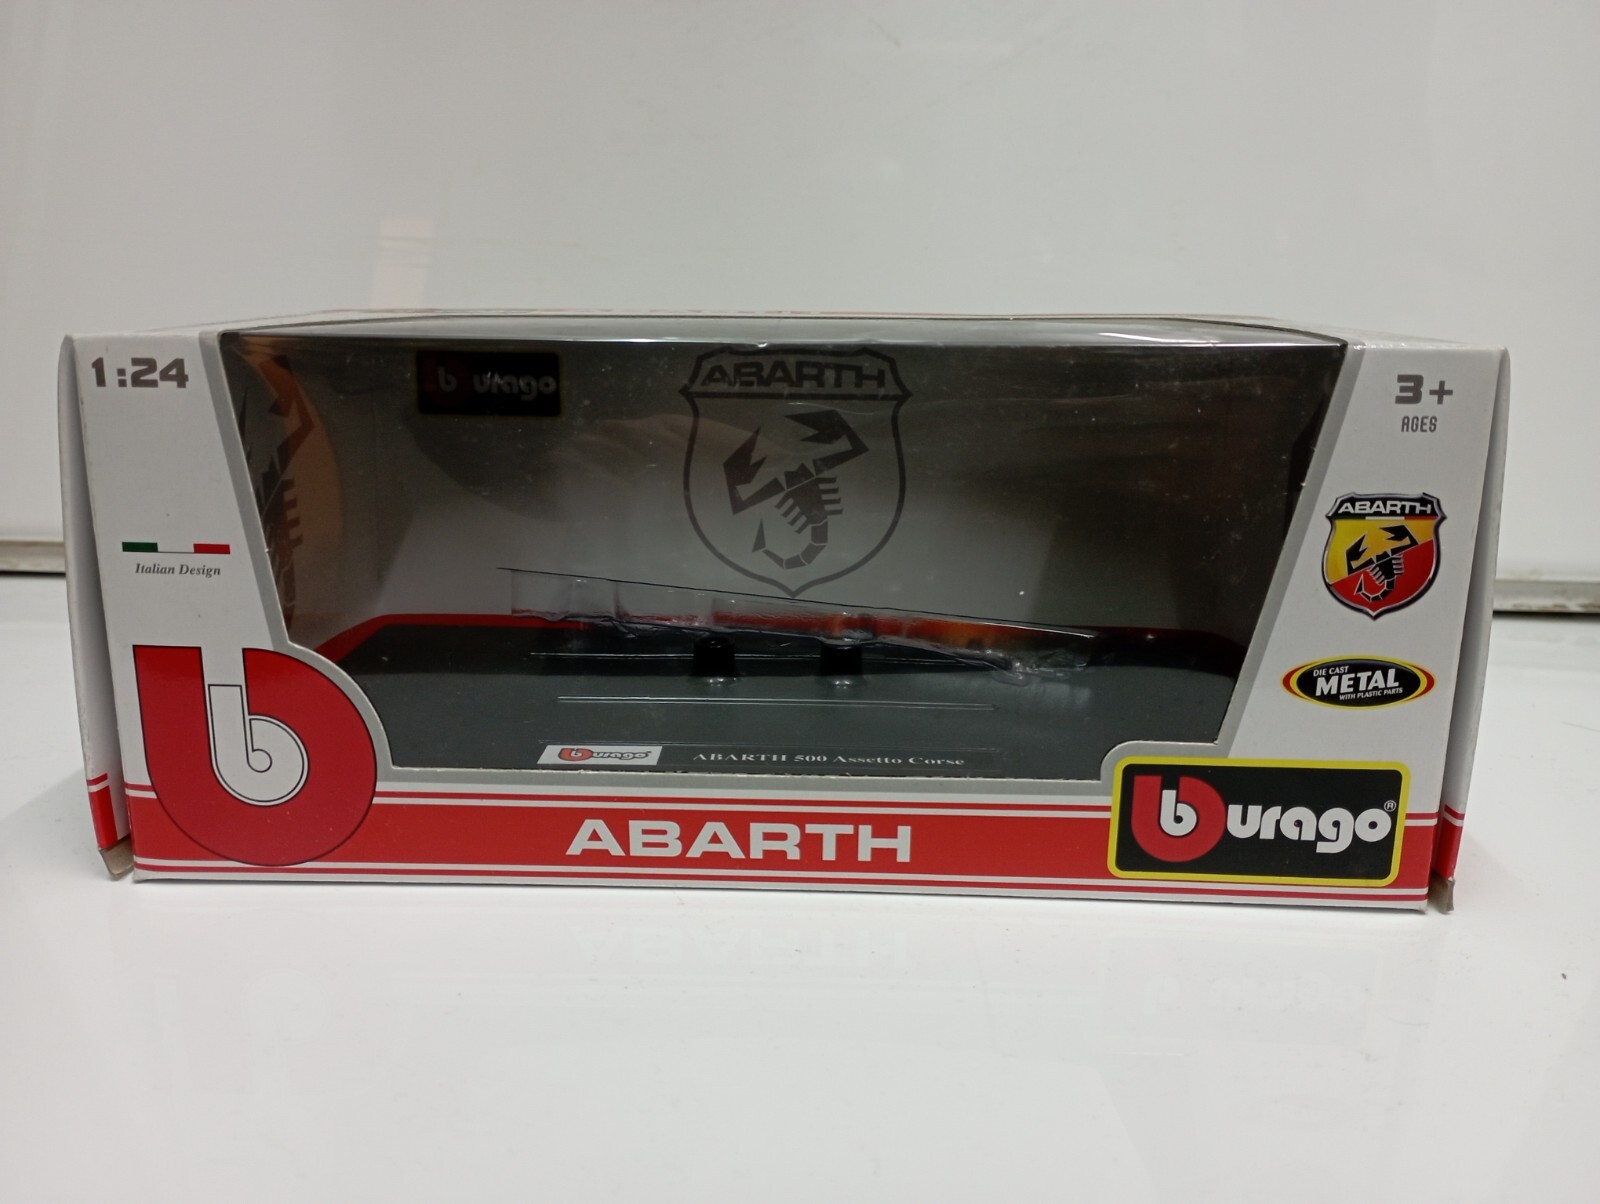 1:24
3+
AGES
burago
ABARTH
ABARTH
Italian Design
DIE CAST
METAL
WITH PLASTIC PARTS
burago
ABARTH 500 Assetto Corse
ABARTH
burago®